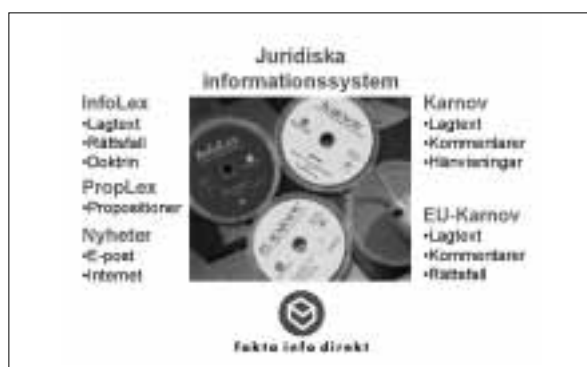 Juridiska
informationssystem
InfoLex
•Lagtext
•Rättsfall
•Doktrin
PropLex
•Propositioner
Nyheter
•E-post
•Internet
Karnov
•Lagtext
•Kommentarer
•Hänvisningar
EU-Karnov
•Lagtext
•Kommentarer
•Rättsfall
fakta info direkt